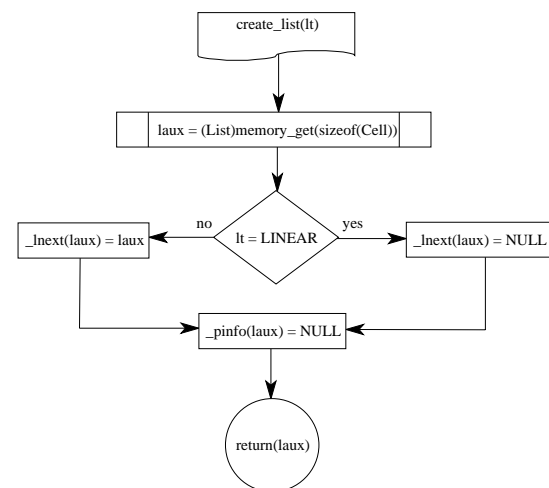 create_list(lt)
laux = (List)memory_get(sizeof(Cell))
no
yes
_lnext(laux) = laux
lt = LINEAR
_lnext(laux) = NULL
_pinfo(laux) = NULL
return(laux)